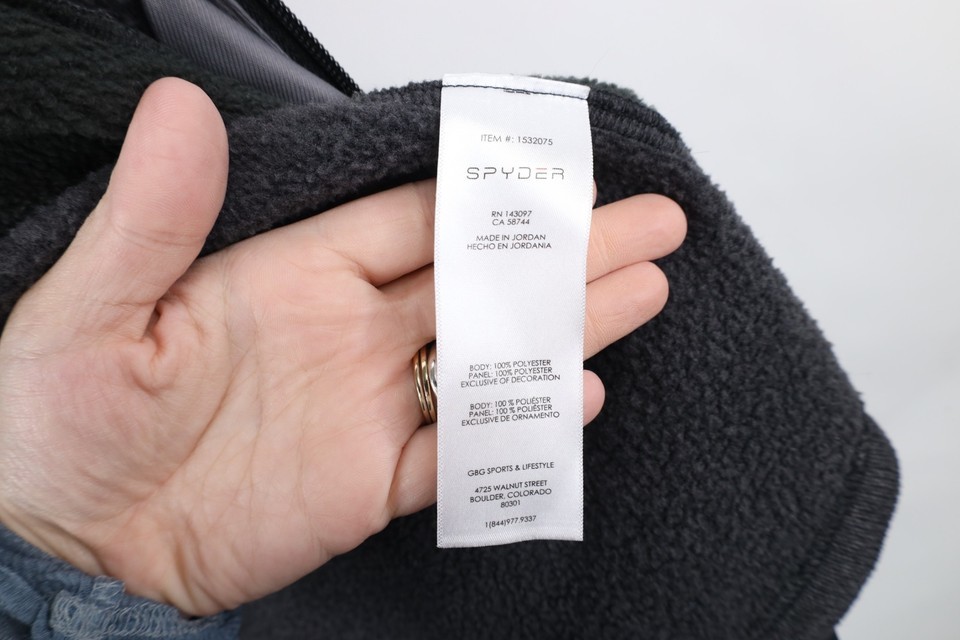 ITEM #: 1532075
SPYDER
RN 143097
CA 58744
MADE IN JORDAN
HECHO EN JORDANIA
BODY: 100% POLYESTER
PANEL: 100% POLYESTER
EXCLUSIVE OF DECORATION
BODY: 100 % POLIÉSTER
PANEL: 100 % POLIÉSTER
EXCLUSIVE DE ORNAMENTO
GBG SPORTS & LIFESTYLE
4725 WALNUT STREET
BOULDER, COLORADO
80301
1(844)977.9337